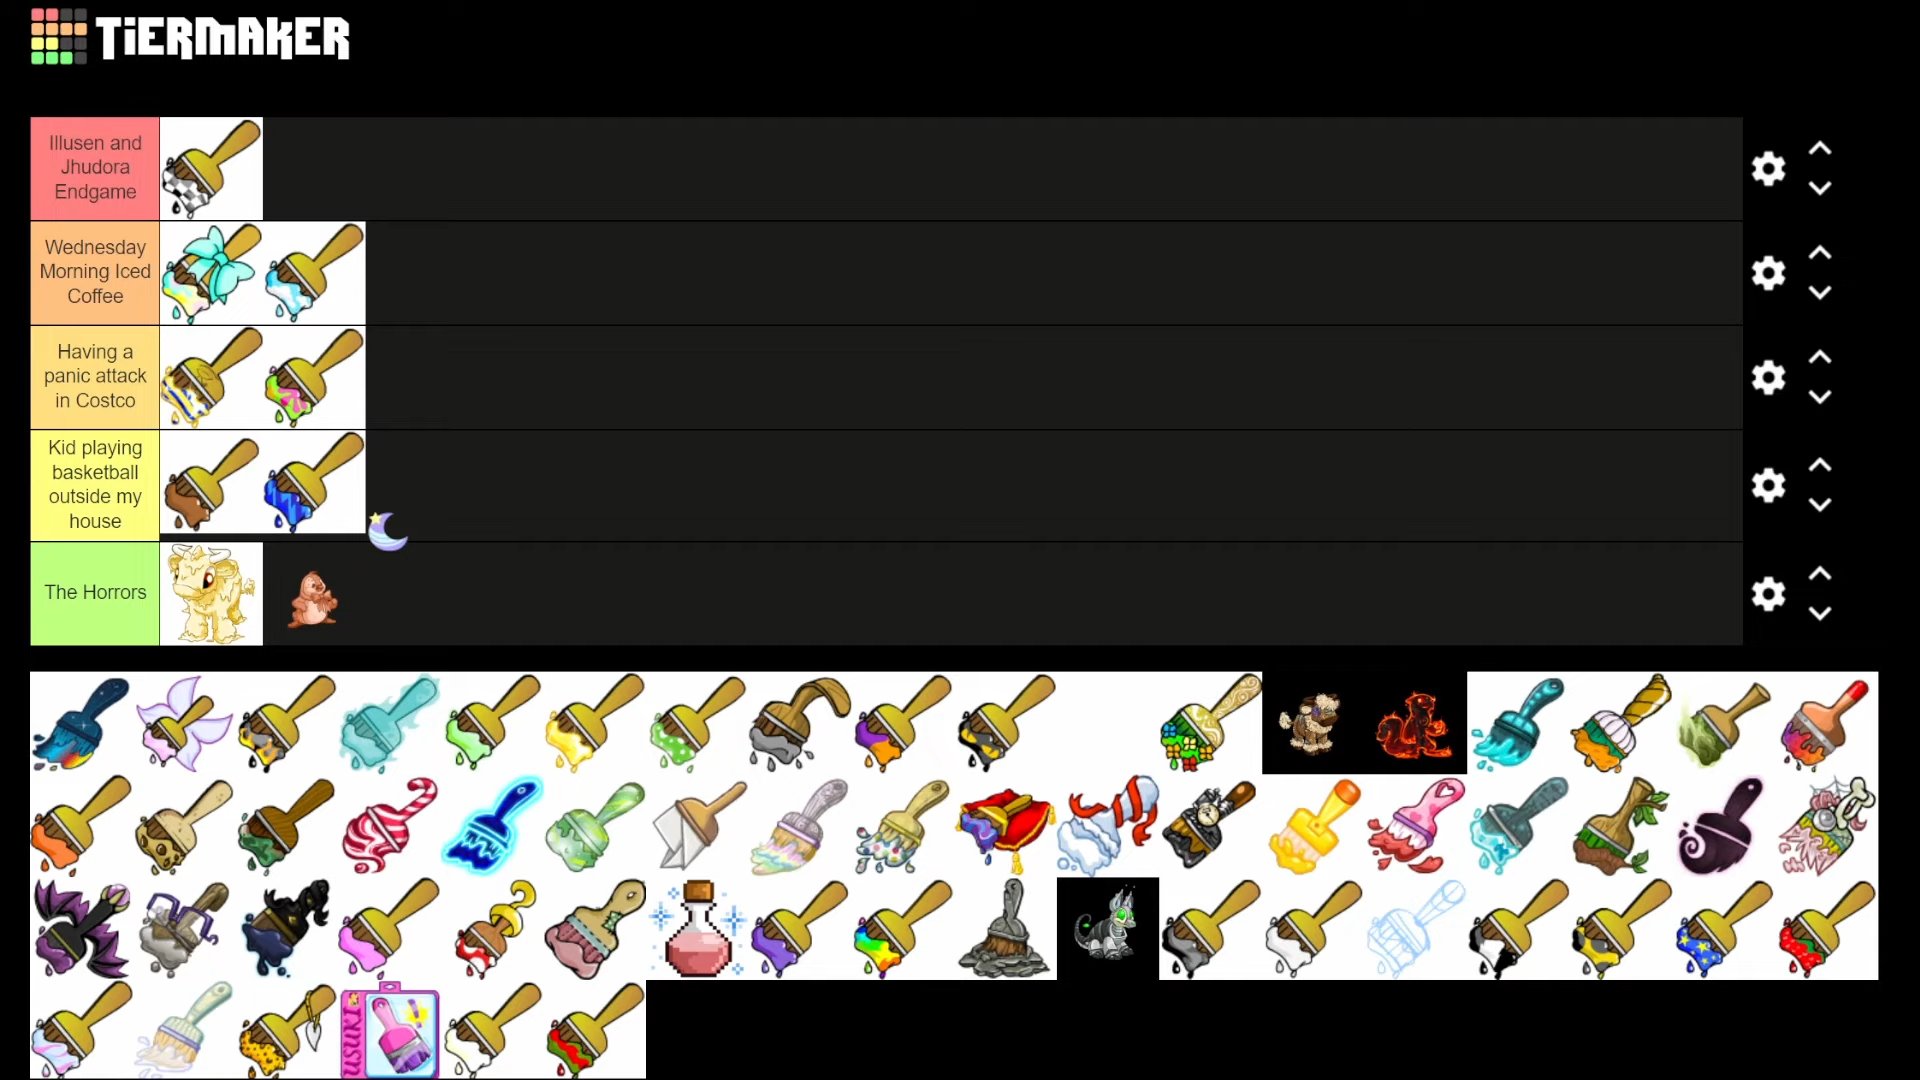 TiERMAKER
Illusen and
Jhudora
Endgame
Wednesday
Morning Iced
Coffee
Having a
panic attack
in Costco
Kid playing
basketball
outside my
house
The Horrors
USUKI